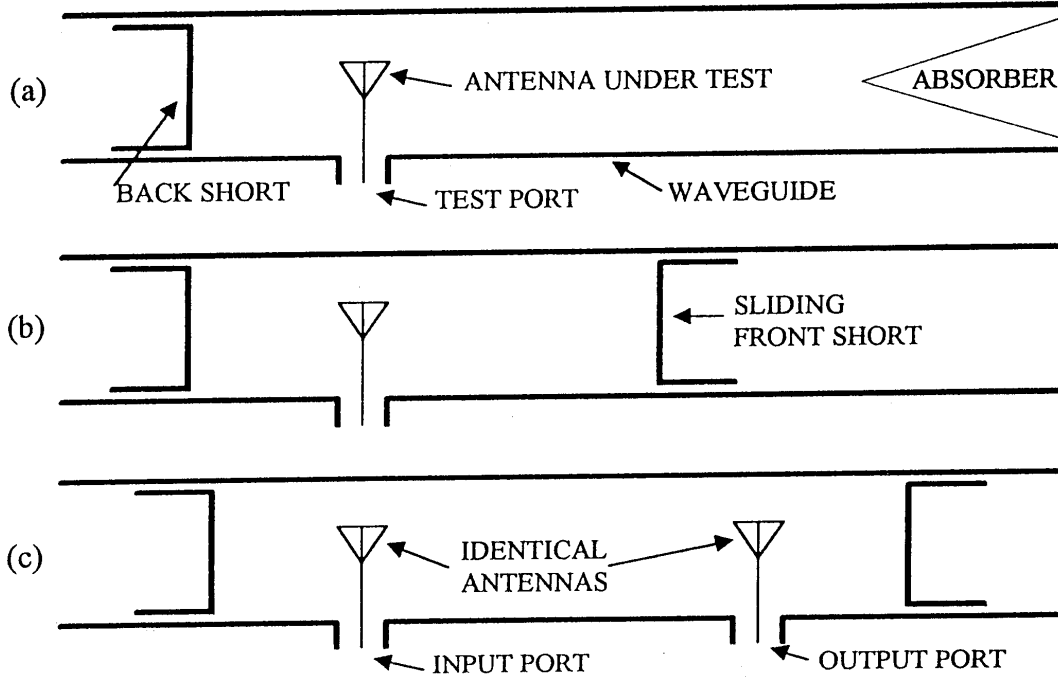 (a)
ANTENNA UNDER TEST
ABSORBER
BACK SHORT
TEST PORT
WAVEGUIDE
(b)
SLIDING
FRONT SHORT
(c)
IDENTICAL
ANTENNAS
INPUT PORT
OUTPUT PORT